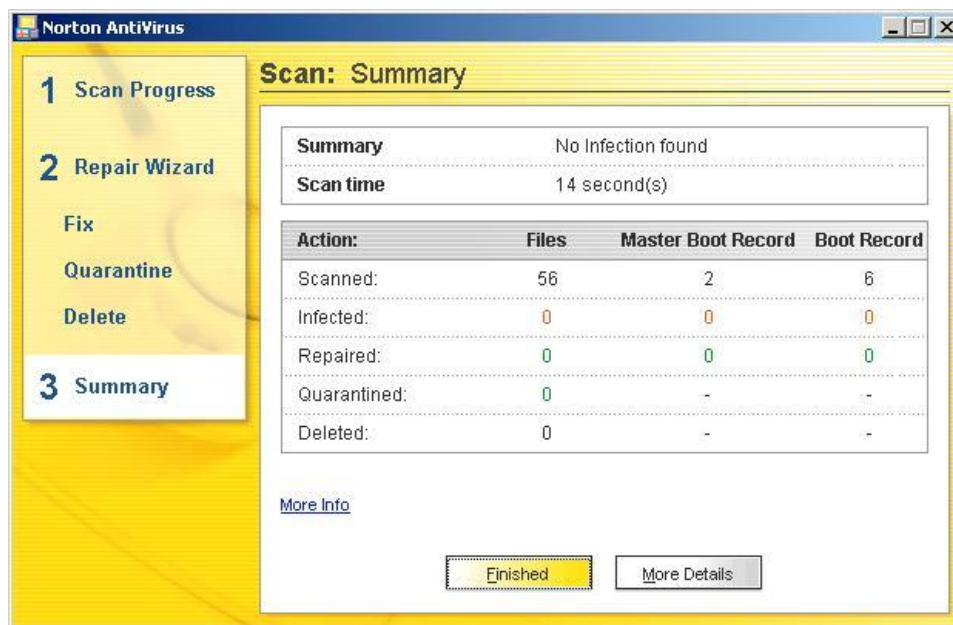 Norton AntiVirus
1 Scan Progress
2 Repair Wizard
Fix
Quarantine
Delete
3 Summary
Scan: Summary
Summary No Infection found
Scan time 14 second(s)
Action: Files Master Boot Record Boot Record
Scanned: 56 2 6
Infected: 0 0 0
Repaired: 0 0 0
Quarantined: 0 - -
Deleted: 0 - -
More Info
Finished More Details